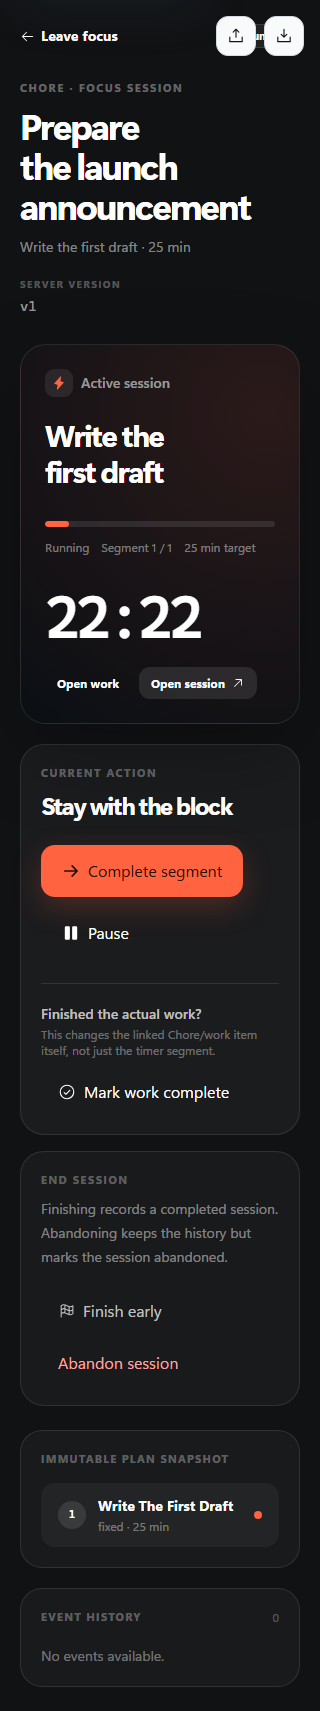 ← Leave focus
CHORE · FOCUS SESSION
Prepare
the launch
announcement
Write the first draft · 25 min
SERVER VERSION
v1
Active session
Write the
first draft
Running Segment 1 / 1 25 min target
22:22
Open work Open session ↗
CURRENT ACTION
Stay with the block
→ Complete segment
Pause
Finished the actual work?
This changes the linked Chore/work item
itself, not just the timer segment.
Mark work complete
END SESSION
Finishing records a completed session.
Abandoning keeps the history but
marks the session abandoned.
Finish early
Abandon session
IMMUTABLE PLAN SNAPSHOT
1 Write The First Draft
fixed · 25 min
EVENT HISTORY 0
No events available.